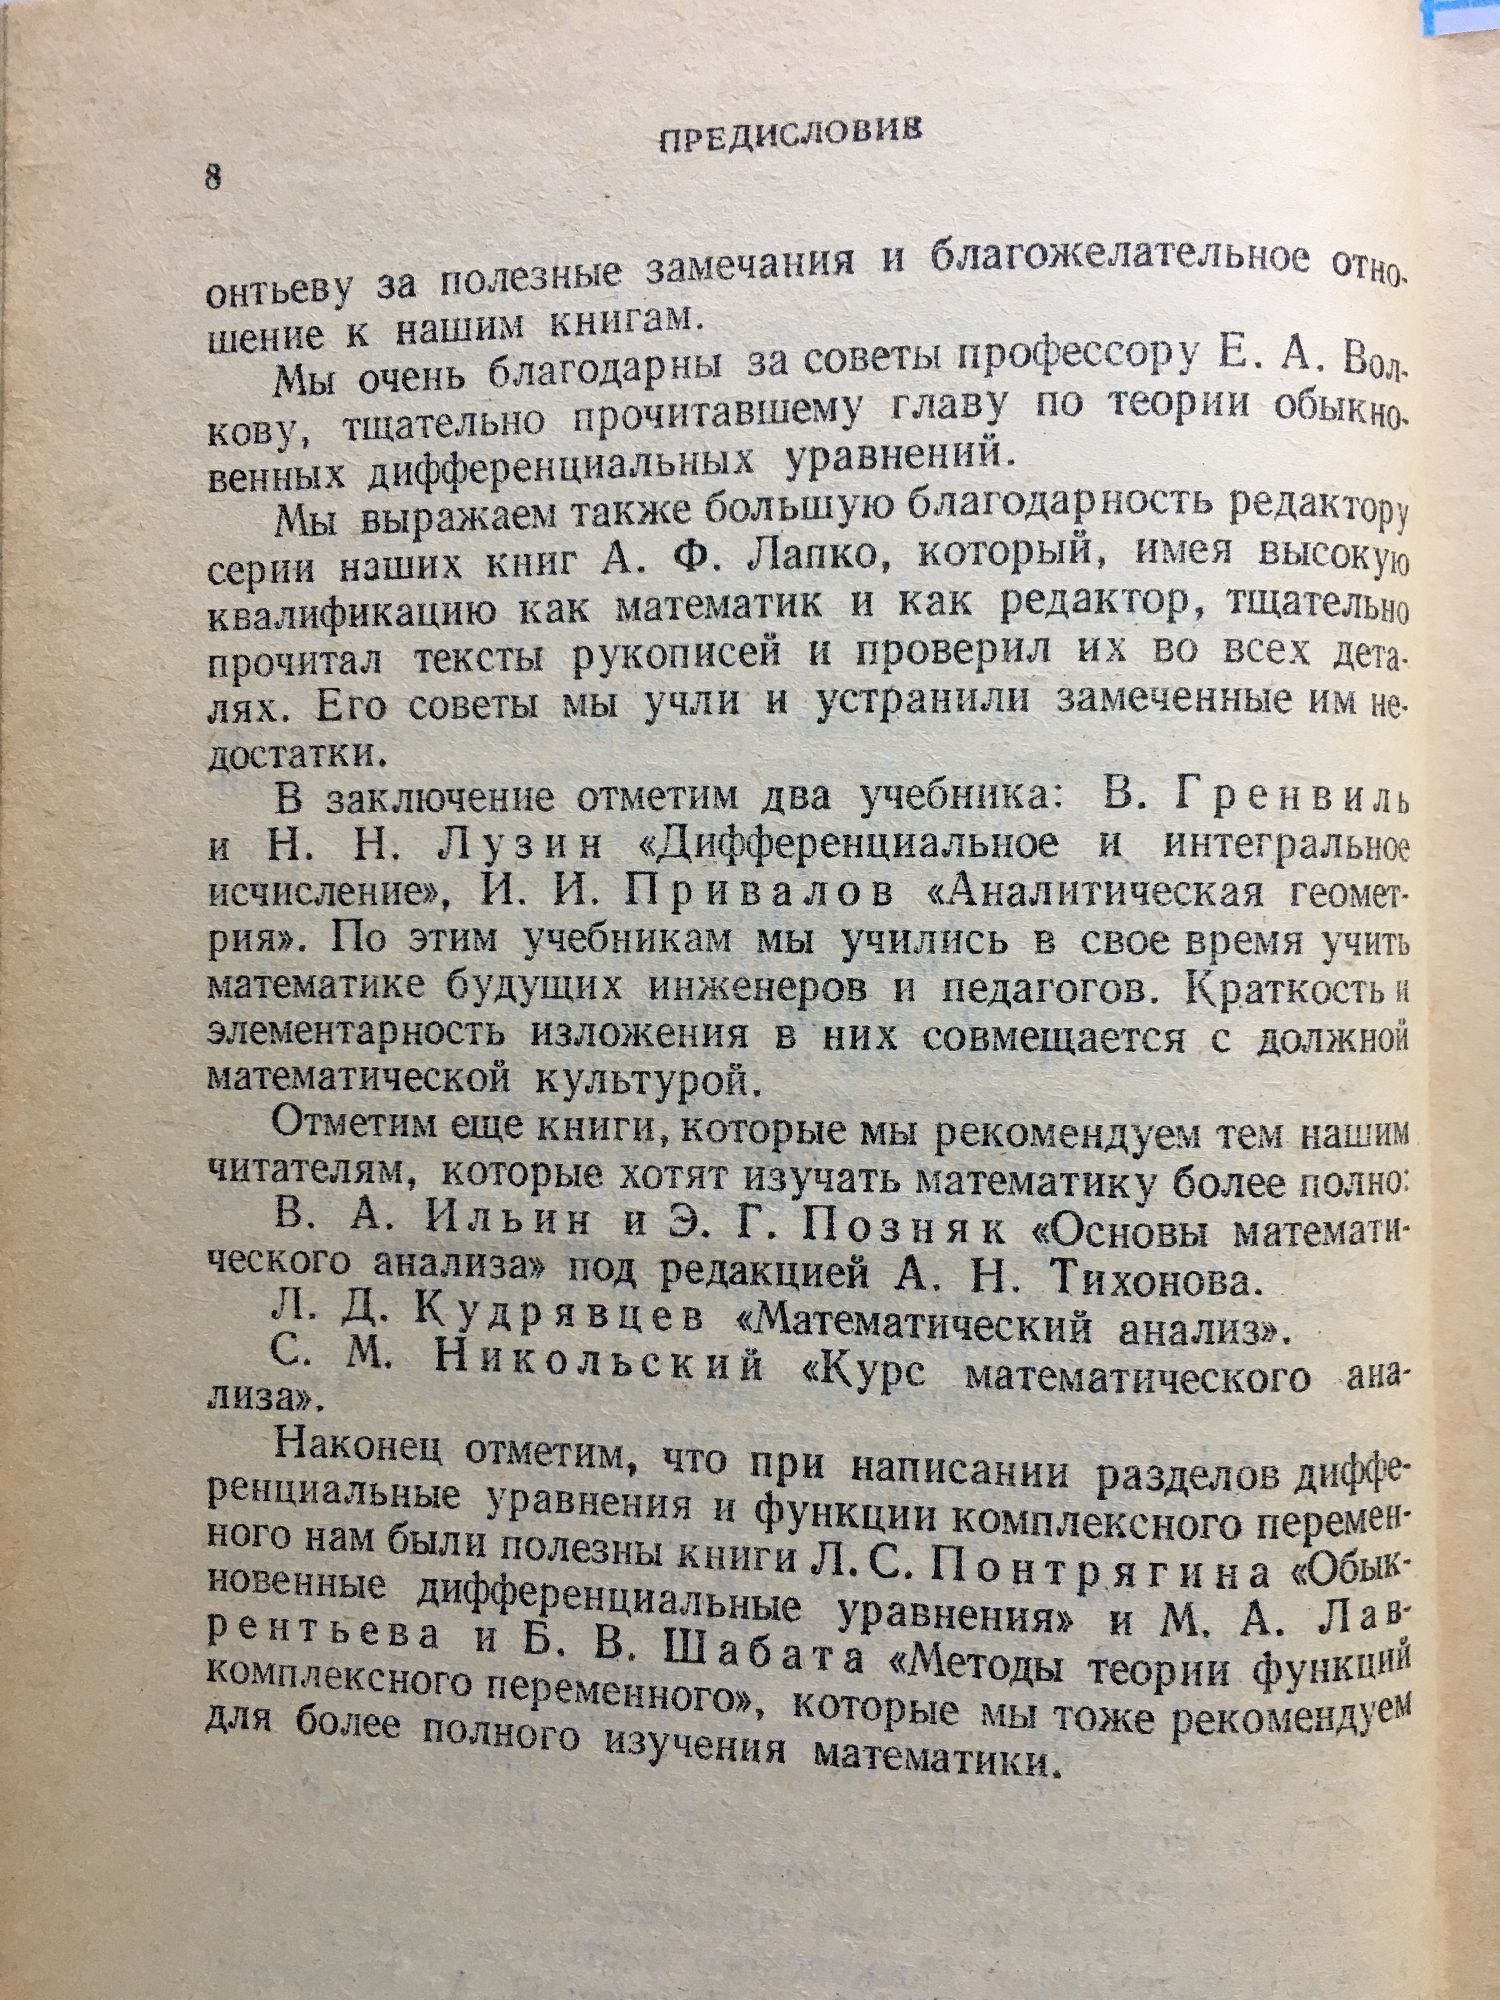 ПРЕДИСЛОВИЕ
8
онтьеву за полезные замечания и благожелательное отно-
шение к нашим книгам.
Мы очень благодарны за советы профессору Е. А. Вол-
кову, тщательно прочитавшему главу по теории обыкно-
венных дифференциальных уравнений.
Мы выражаем также большую благодарность редактору
серии наших книг А. Ф. Лапко, который, имея высокую
квалификацию как математик и как редактор, тщательно
прочитал тексты рукописей и проверил их во всех дета-
лях. Его советы мы учли и устранили замеченные им не-
достатки.
В заключение отметим два учебника: В. Гренвиль
и Н. Н. Лузин «Дифференциальное и интегральное
исчисление», И. И. Привалов «Аналитическая геомет-
рия». По этим учебникам мы учились в свое время учить
математике будущих инженеров и педагогов. Краткость и
элементарность изложения в них совмещается с должной
математической культурой.
Отметим еще книги, которые мы рекомендуем тем нашим
читателям, которые хотят изучать математику более полно:
В. А. Ильин и Э. Г. Позняк «Основы математи-
ческого анализа» под редакцией А. Н. Тихонова.
Л. Д. Кудрявцев «Математический анализ».
С. М. Никольский «Курс математического ана-
лиза».
Наконец отметим, что при написании разделов диффе-
ренциальные уравнения и функции комплексного перемен-
ного нам были полезны книги Л. С. Понтрягина «Обык-
новенные дифференциальные уравнения» и М. А. Лав-
рентьева и Б. В. Шабата «Методы теории функций
комплексного переменного», которые мы тоже рекомендуем
для более полного изучения математики.